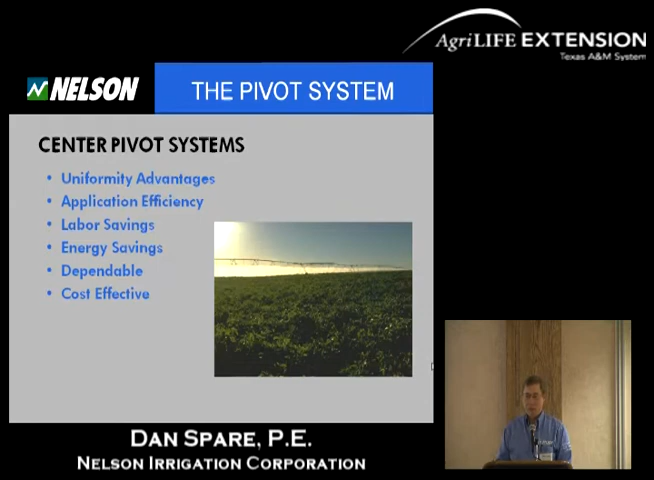 AgriLIFE EXTENSION
Texas A&M System
NELSON
THE PIVOT SYSTEM
CENTER PIVOT SYSTEMS
• Uniformity Advantages
• Application Efficiency
• Labor Savings
• Energy Savings
• Dependable
• Cost Effective
DAN SPARE, P.E.
NELSON IRRIGATION CORPORATION